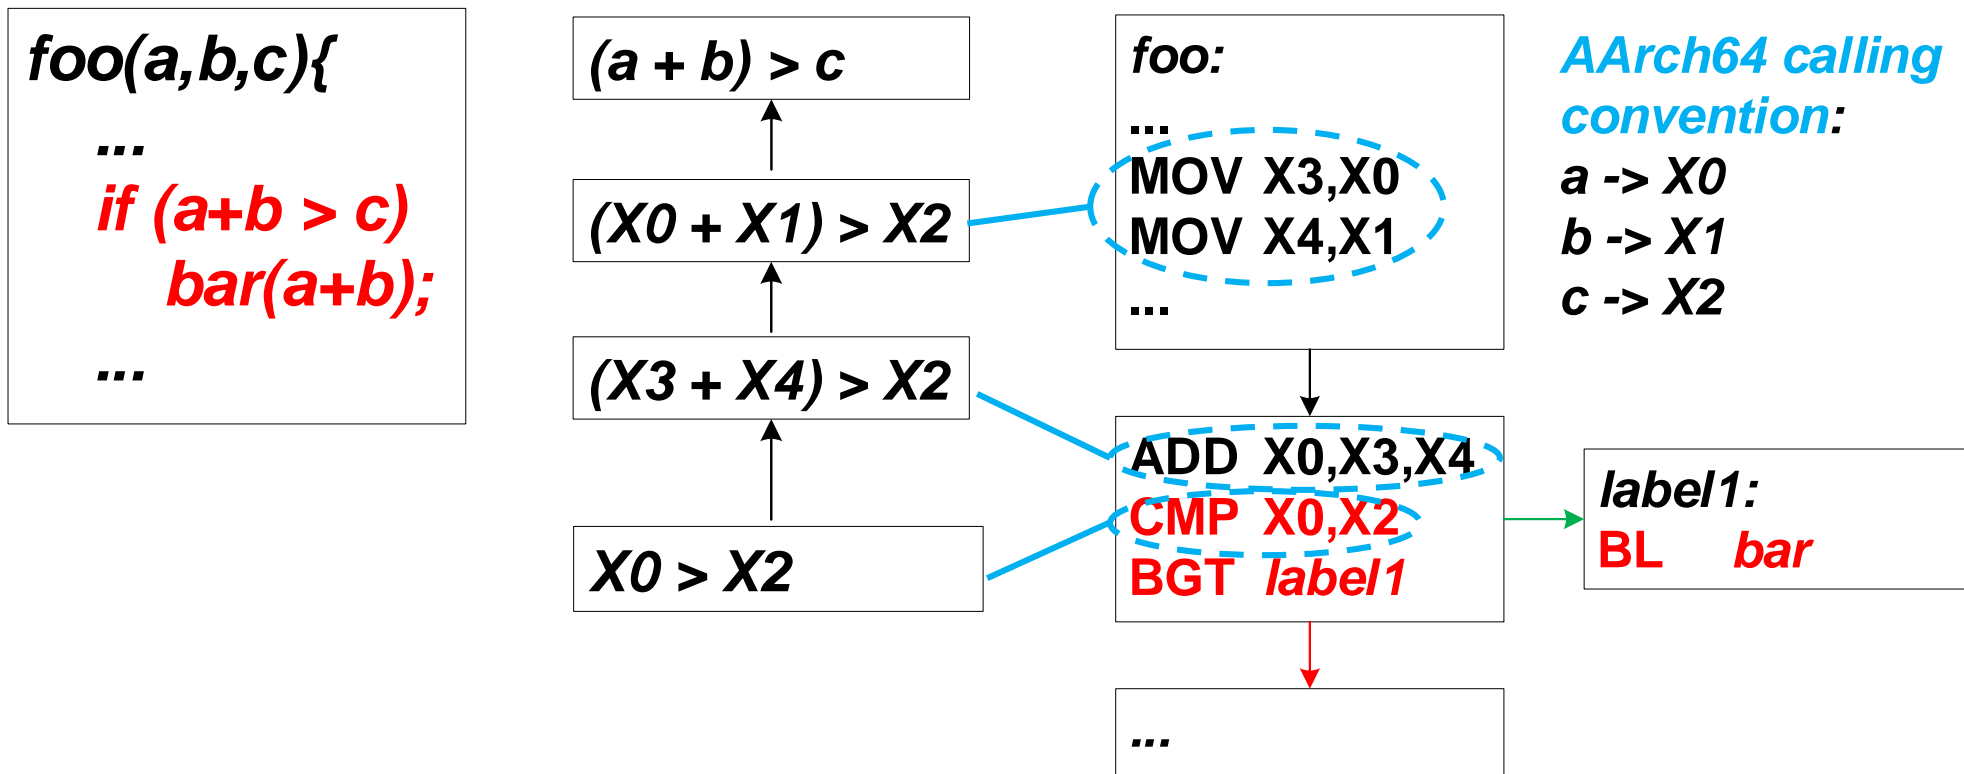 foo(a,b,c){
...
if (a+b > c)
bar(a+b);
...
(a + b) > c
(X0 + X1) > X2
(X3 + X4) > X2
X0 > X2
foo:
...
MOV X3,X0
MOV X4,X1
...
ADD X0,X3,X4
CMP X0,X2
BGT label1
...
label1:
BL bar
AArch64 calling
convention:
a -> X0
b -> X1
c -> X2